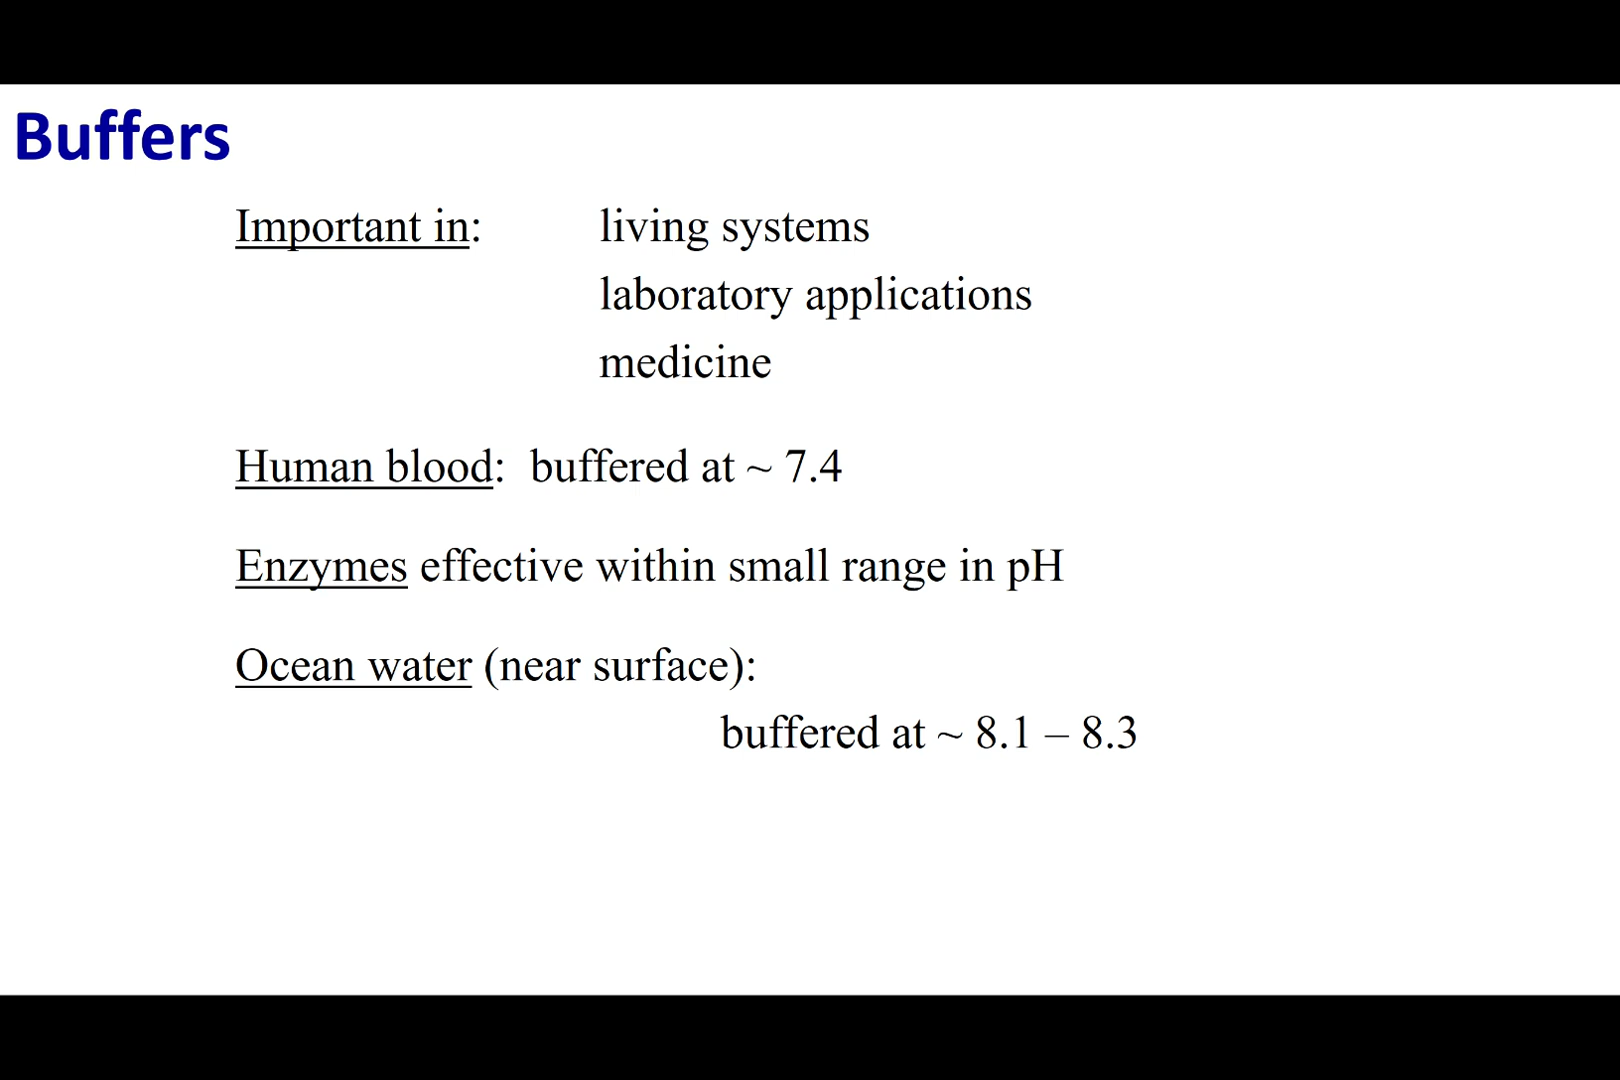 Buffers
Important in: living systems
laboratory applications
medicine
Human blood: buffered at ~ 7.4
Enzymes effective within small range in pH
Ocean water (near surface):
buffered at ~ 8.1 – 8.3